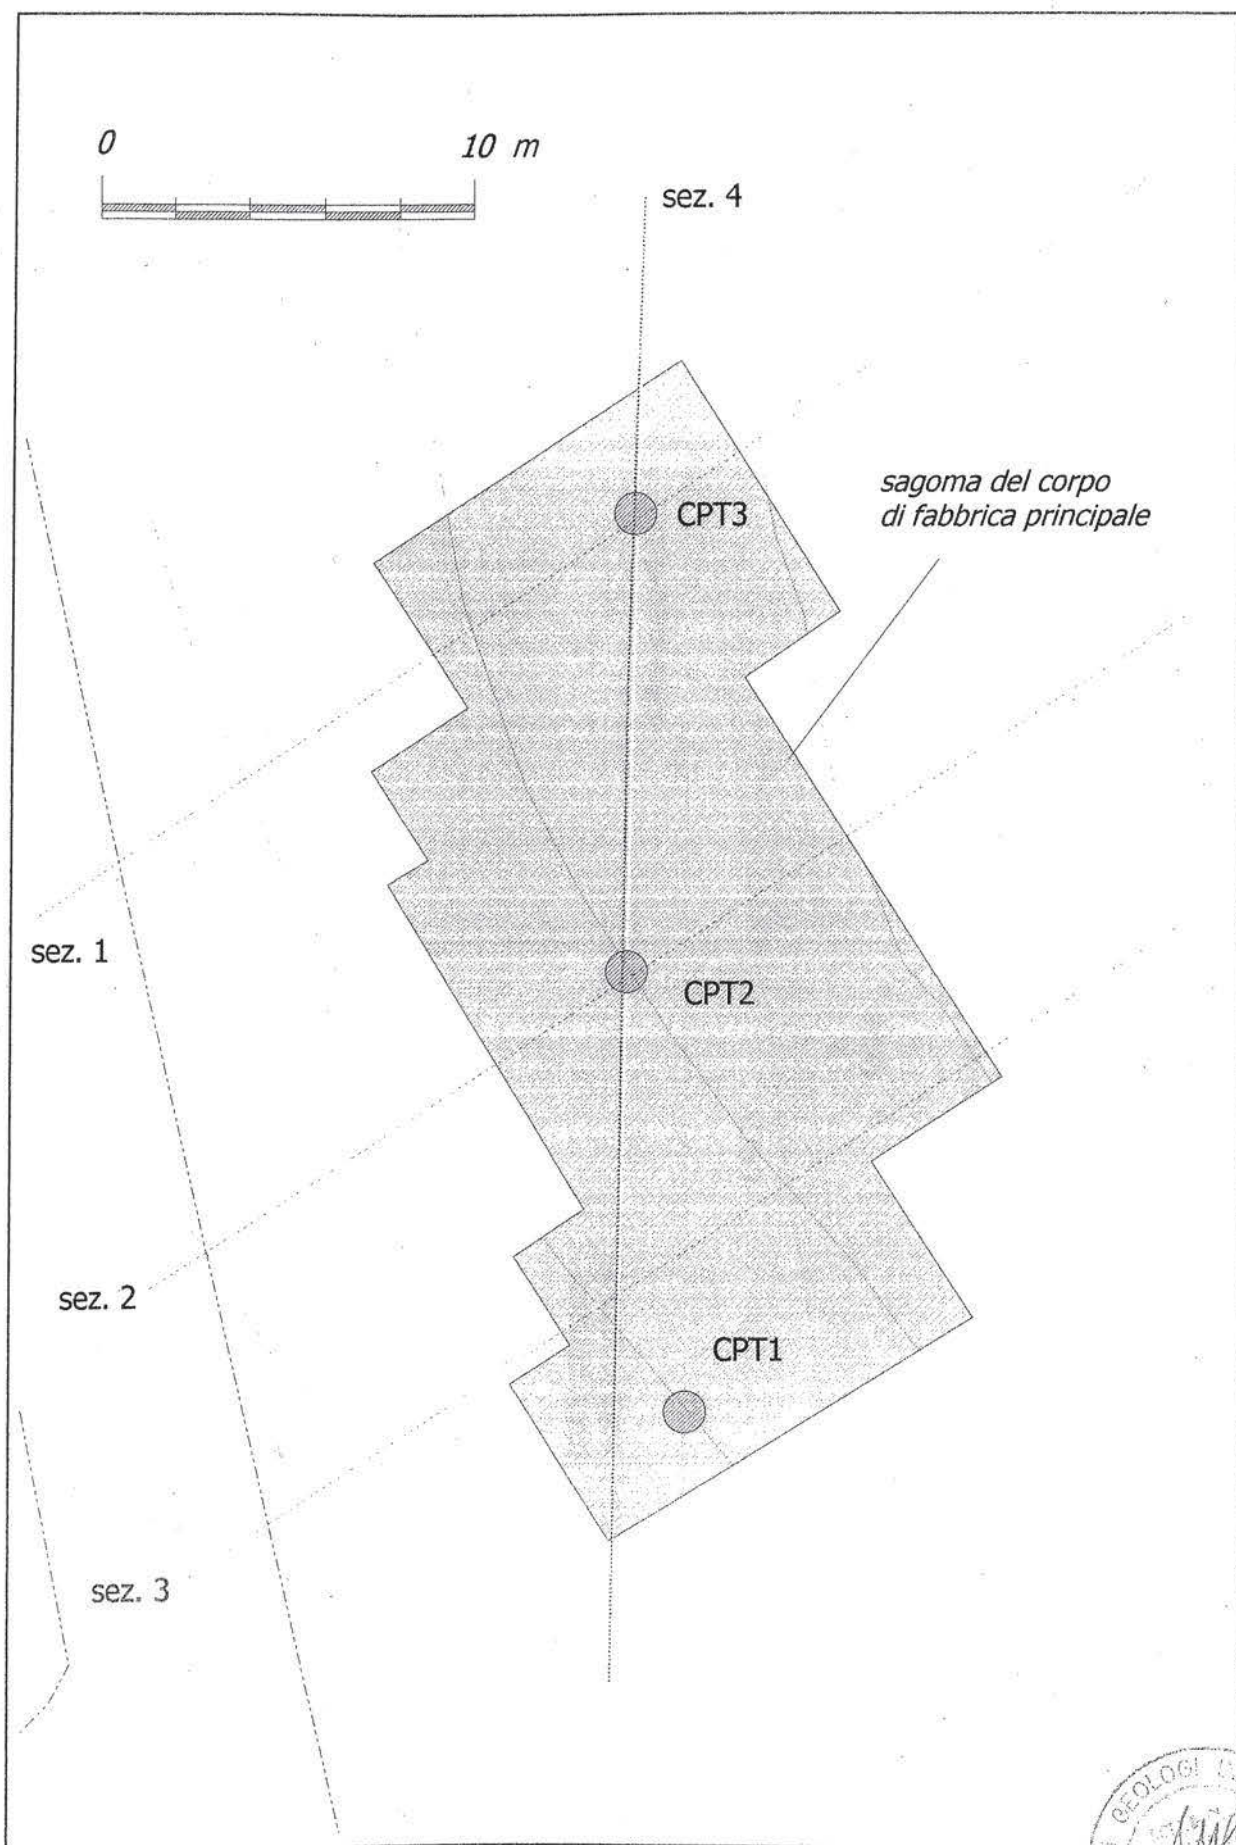 0
10 m
sez. 4
sagoma del corpo
di fabbrica principale
CPT3
sez. 1
CPT2
sez. 2
CPT1
sez. 3
GEOLOGI